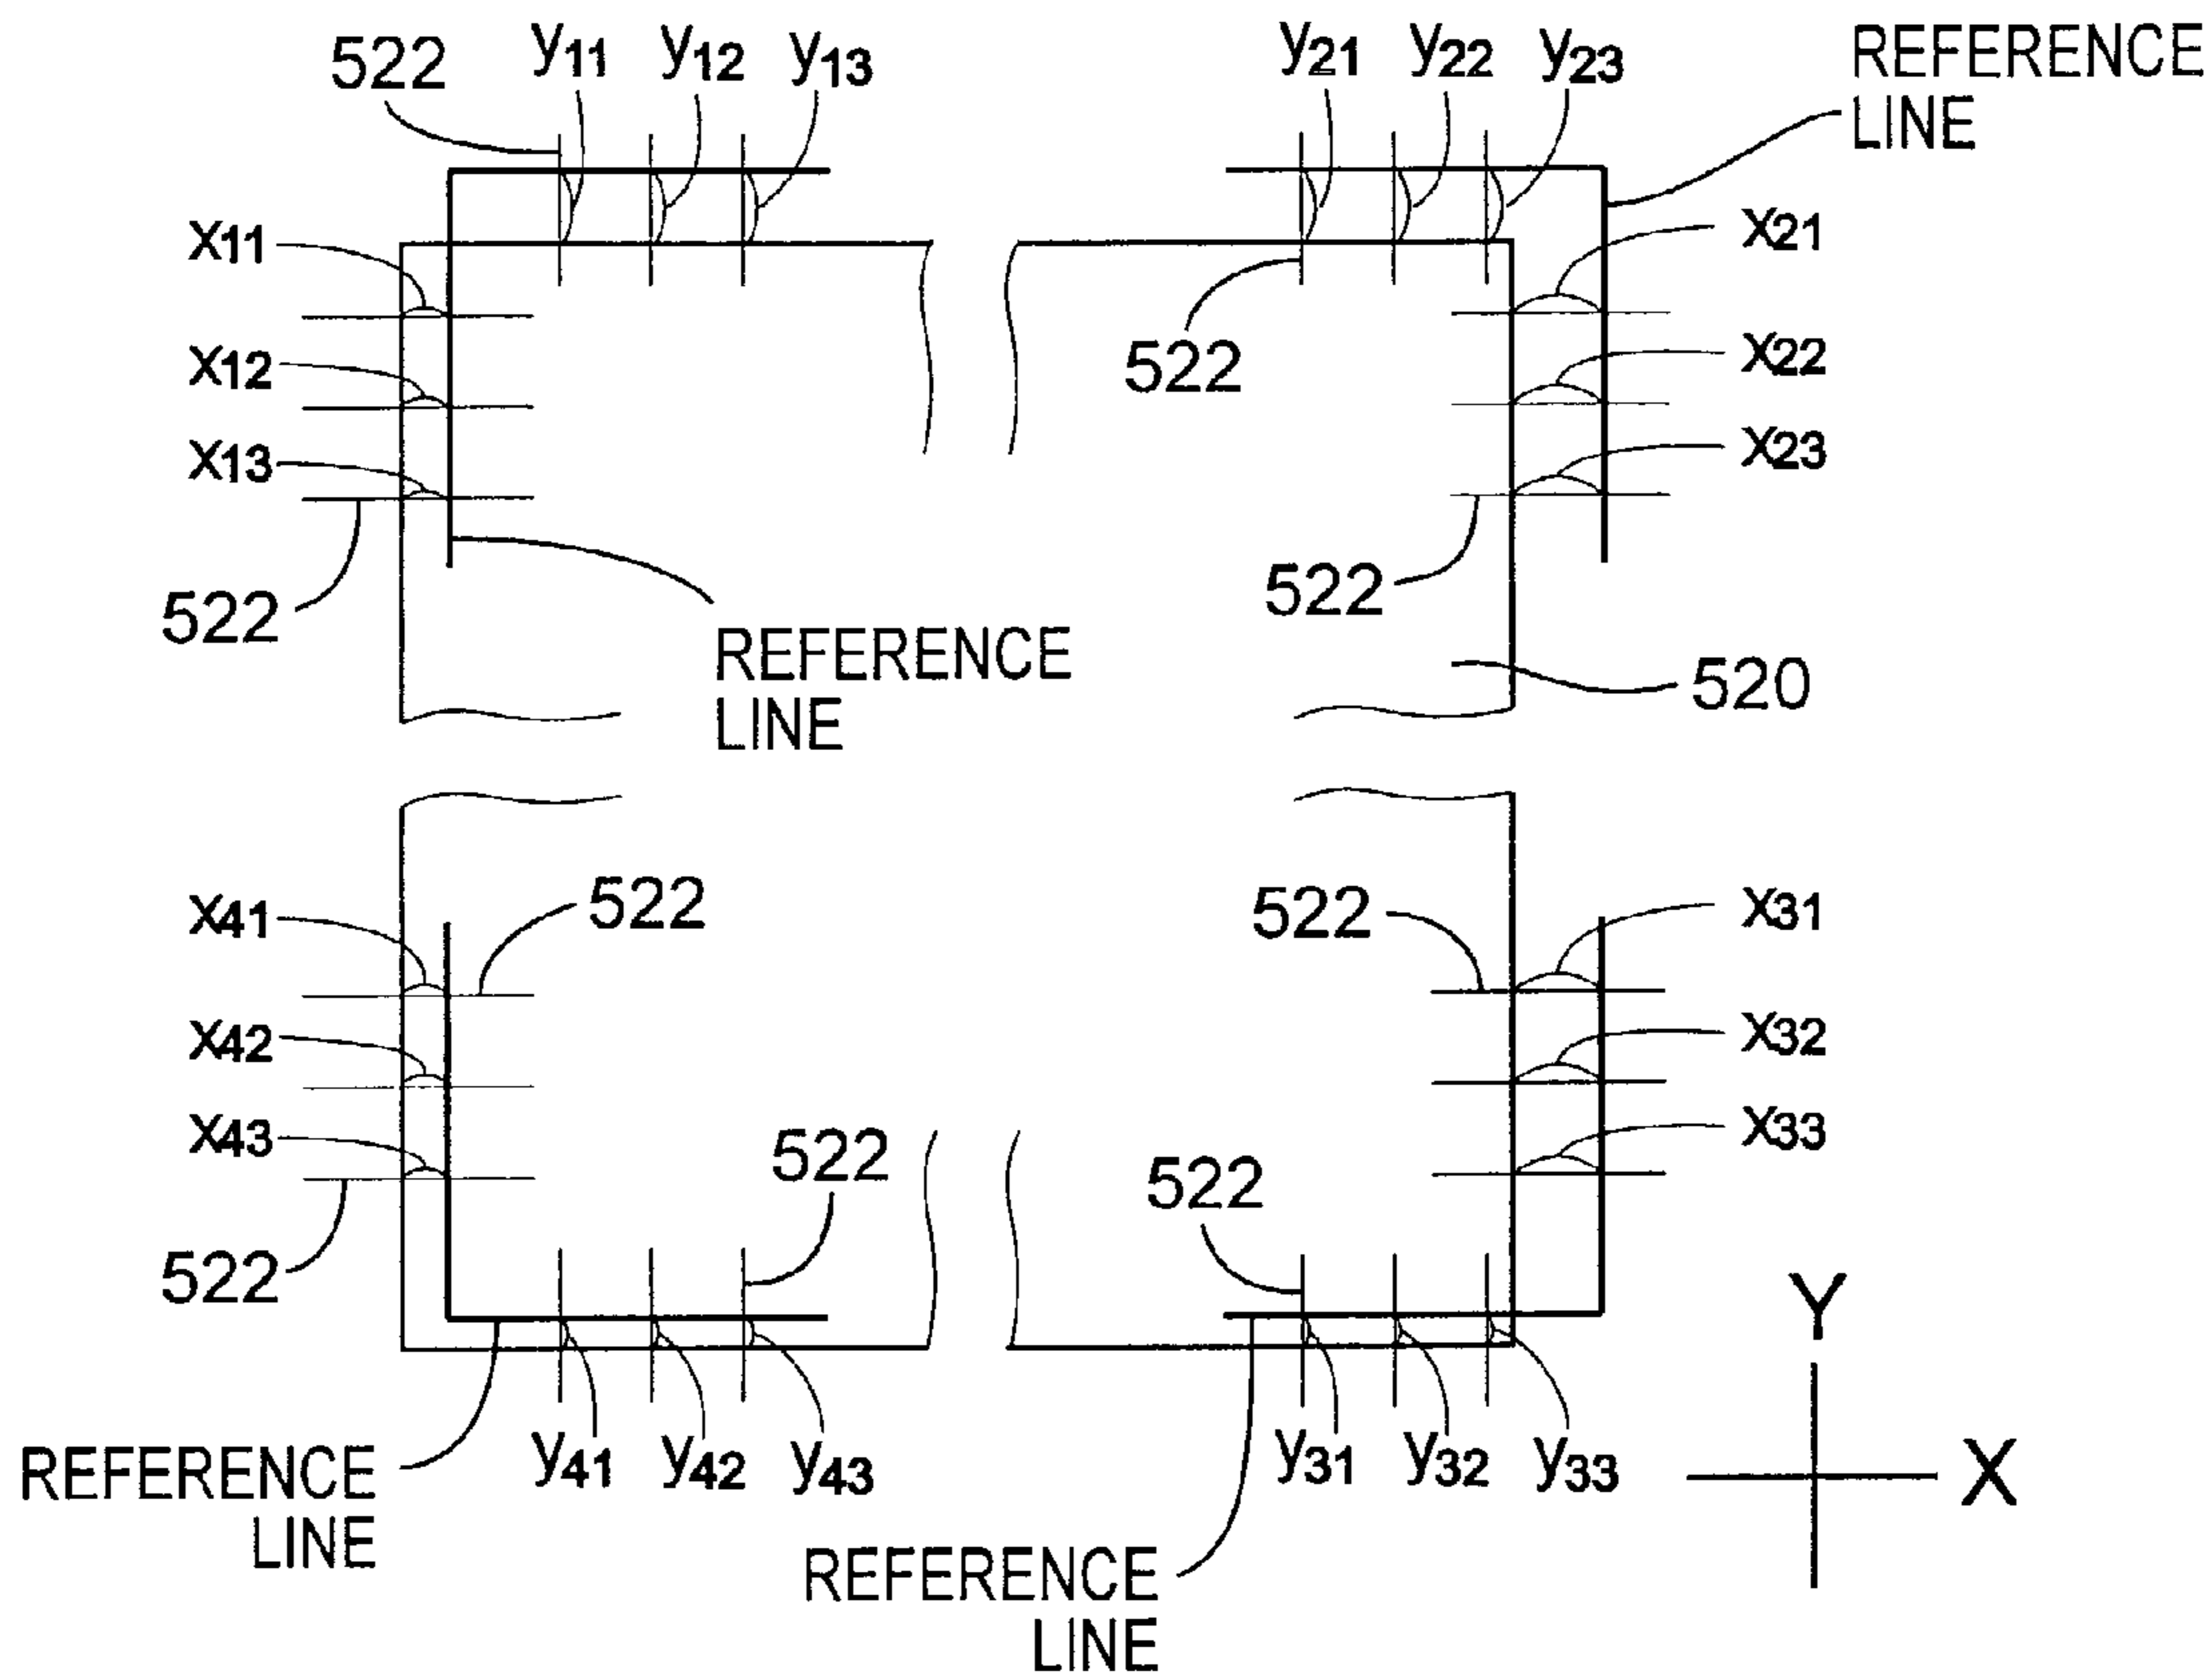 522
y11
y12
y13
y21
y22
y23
REFERENCE
LINE
x11
x12
x13
522
REFERENCE
LINE
522
x21
x22
x23
522
520
x41
522
x42
x43
522
522
522
x31
x32
x33
522
REFERENCE
LINE
y41
y42
y43
y31
y32
y33
REFERENCE
LINE
Y
X